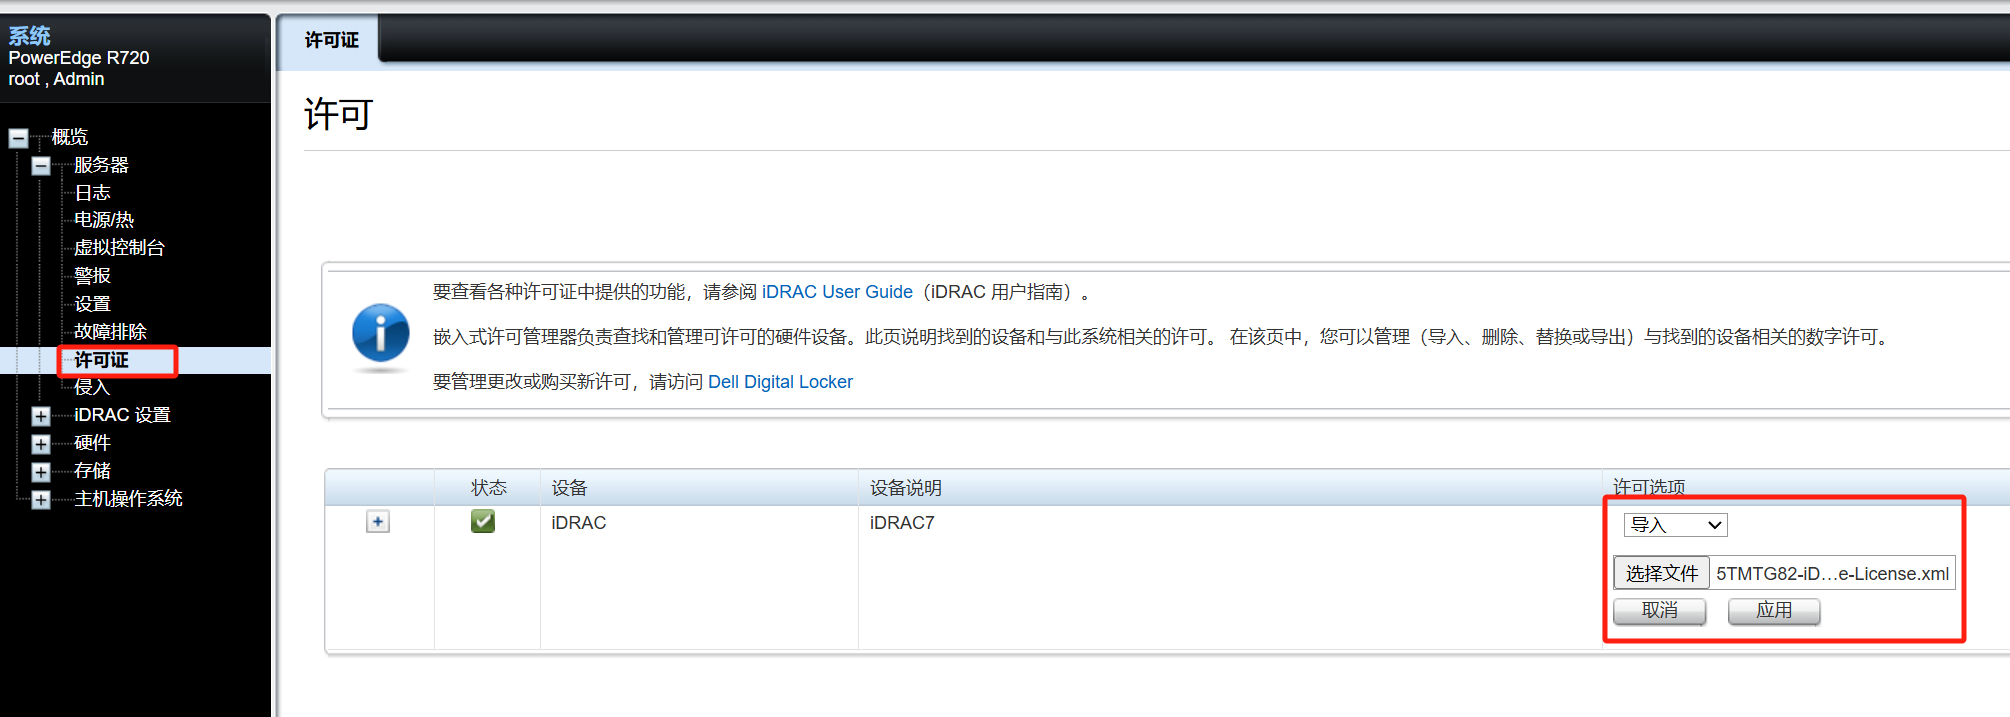 系统
PowerEdge R720
root , Admin
概览
服务器
日志
电源/热
虚拟控制台
警报
设置
故障排除
许可证
侵入
iDRAC 设置
硬件
存储
主机操作系统
许可证
许可
要查看各种许可证中提供的功能，请参阅 iDRAC User Guide（iDRAC 用户指南）。
嵌入式许可管理器负责查找和管理可许可的硬件设备。此页说明找到的设备和与此系统相关的许可。 在该页中，您可以管理（导入、删除、替换或导出）与找到的设备相关的数字许可。
要管理更改或购买新许可，请访问 Dell Digital Locker
状态 设备 设备说明 许可选项
iDRAC iDRAC7 导入
选择文件 5TMTG82-iD…e-License.xml
取消 应用